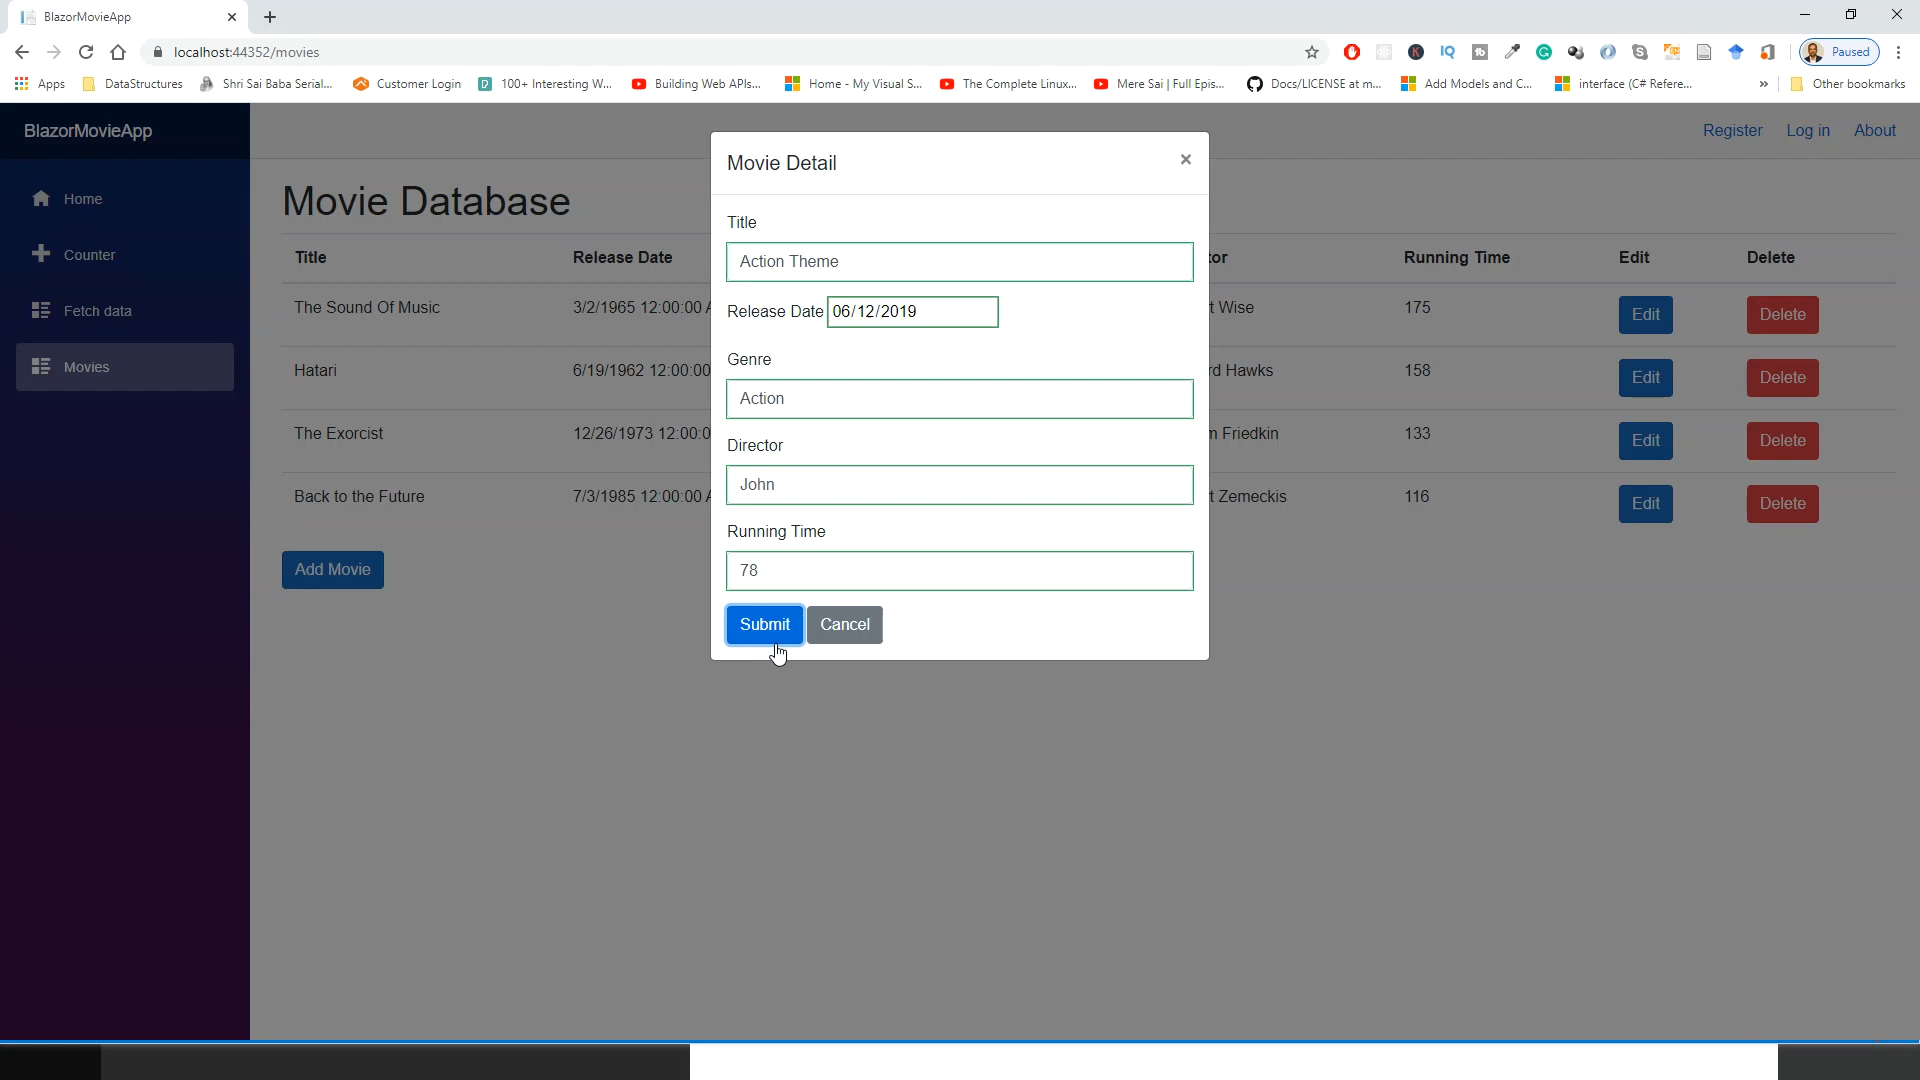 BlazorMovieApp
localhost:44352/movies
Paused
Apps DataStructures Shri Sai Baba Serial... Customer Login 100+ Interesting W... Building Web APIs... Home - My Visual S... The Complete Linux... Mere Sai | Full Epis... Docs/LICENSE at m... Add Models and C... interface (C# Refere... » Other bookmarks
BlazorMovieApp
Register Log in About
Home
Counter
Fetch data
Movies
Movie Database
Title Release Date tor Running Time Edit Delete
The Sound Of Music 3/2/1965 12:00:00 t Wise 175 Edit Delete
Hatari 6/19/1962 12:00:00 rd Hawks 158 Edit Delete
The Exorcist 12/26/1973 12:00:0 m Friedkin 133 Edit Delete
Back to the Future 7/3/1985 12:00:00 t Zemeckis 116 Edit Delete
Add Movie
Movie Detail ×
Title
Action Theme
Release Date 06/12/2019
Genre
Action
Director
John
Running Time
78
Submit Cancel